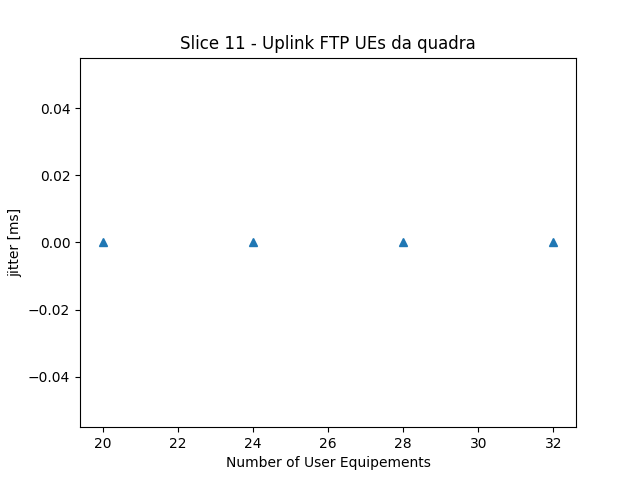 Slice 11 - Uplink FTP UEs da quadra
jitter [ms]
0.04
0.02
0.00
−0.02
−0.04
20 22 24 26 28 30 32
Number of User Equipements